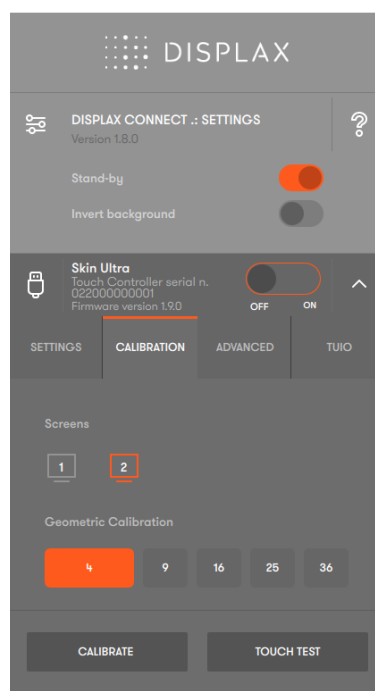 DISPLAX
DISPLAX CONNECT .: SETTINGS
Version 1.8.0
Stand-by
Invert background
Skin Ultra
Touch Controller serial n.
022000000001
Firmware version 1.9.0
OFF ON
SETTINGS CALIBRATION ADVANCED TUIO
Screens
1 2
Geometric Calibration
4 9 16 25 36
CALIBRATE TOUCH TEST